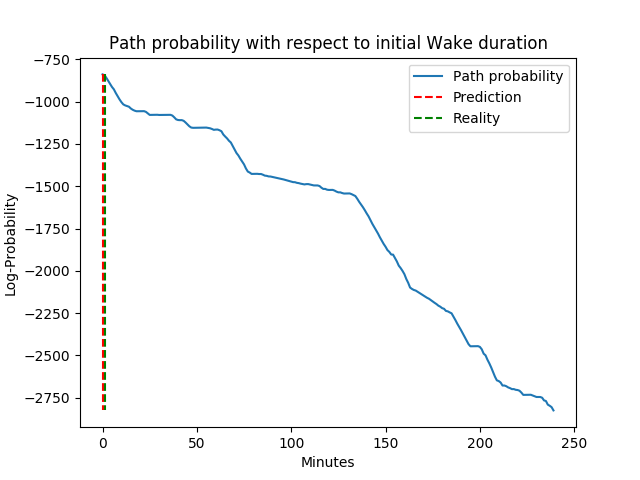 Path probability with respect to initial Wake duration
−750
−1000
−1250
−1500
−1750
−2000
−2250
−2500
−2750
Log-Probability
Path probability
Prediction
Reality
0 50 100 150 200 250
Minutes